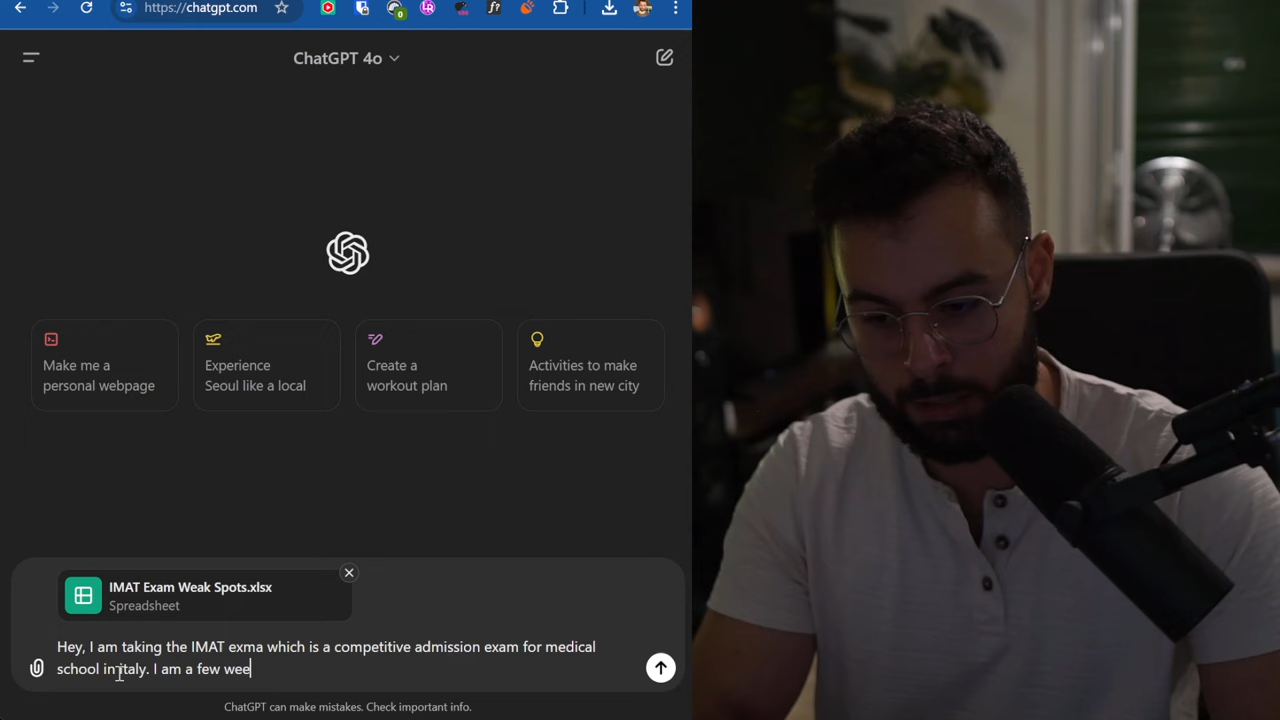 https://chatgpt.com
0
LR
f?
ChatGPT 4o
Make me a
personal webpage
Experience
Seoul like a local
Create a
workout plan
Activities to make
friends in new city
IMAT Exam Weak Spots.xlsx
Spreadsheet
Hey, I am taking the IMAT exma which is a competitive admission exam for medical
school in Italy. I am a few wee
ChatGPT can make mistakes. Check important info.